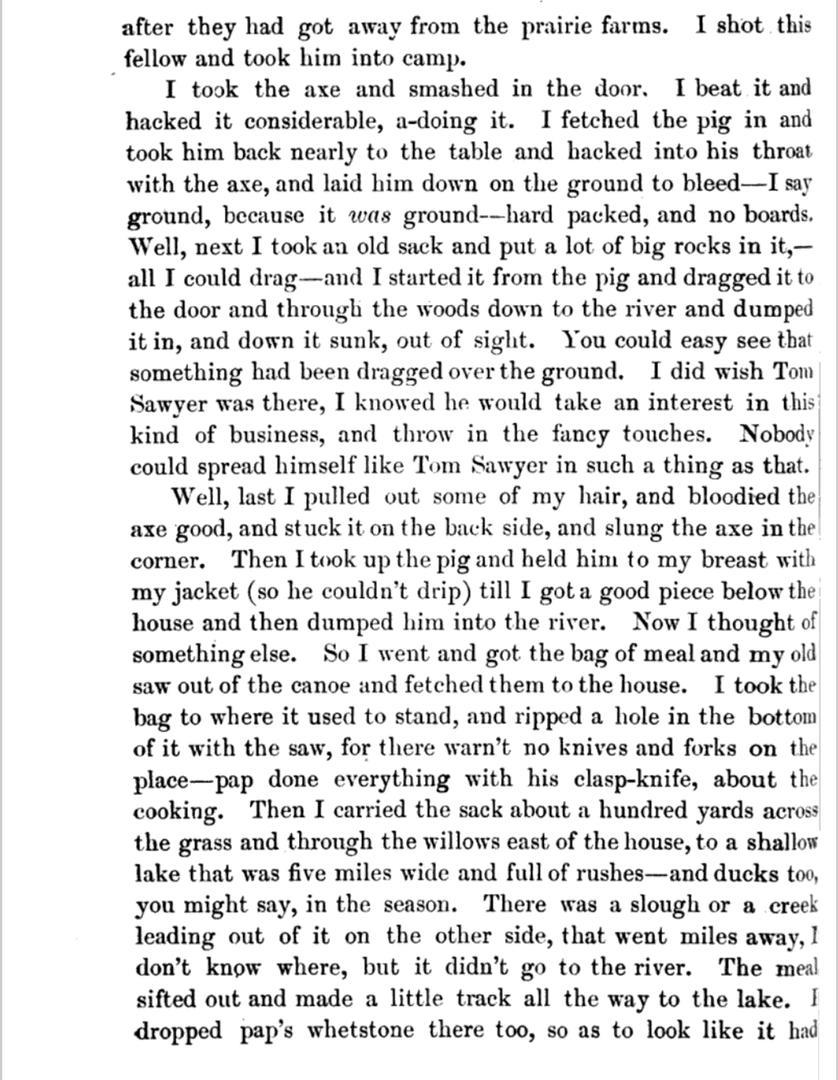 after they had got away from the prairie farms. I shot this
fellow and took him into camp.
I took the axe and smashed in the door. I beat it and
hacked it considerable, a-doing it. I fetched the pig in and
took him back nearly to the table and hacked into his throat
with the axe, and laid him down on the ground to bleed—I say
ground, because it was ground—hard packed, and no boards.
Well, next I took an old sack and put a lot of big rocks in it,—
all I could drag—and I started it from the pig and dragged it to
the door and through the woods down to the river and dumped
it in, and down it sunk, out of sight. You could easy see that
something had been dragged over the ground. I did wish Tom
Sawyer was there, I knowed he would take an interest in this
kind of business, and throw in the fancy touches. Nobody
could spread himself like Tom Sawyer in such a thing as that.
Well, last I pulled out some of my hair, and bloodied the
axe good, and stuck it on the back side, and slung the axe in the
corner. Then I took up the pig and held him to my breast with
my jacket (so he couldn't drip) till I got a good piece below the
house and then dumped him into the river. Now I thought of
something else. So I went and got the bag of meal and my old
saw out of the canoe and fetched them to the house. I took the
bag to where it used to stand, and ripped a hole in the bottom
of it with the saw, for there warn't no knives and forks on the
place—pap done everything with his clasp-knife, about the
cooking. Then I carried the sack about a hundred yards across
the grass and through the willows east of the house, to a shallow
lake that was five miles wide and full of rushes—and ducks too,
you might say, in the season. There was a slough or a creek
leading out of it on the other side, that went miles away, I
don't know where, but it didn't go to the river. The meal
sifted out and made a little track all the way to the lake. I
dropped pap's whetstone there too, so as to look like it had